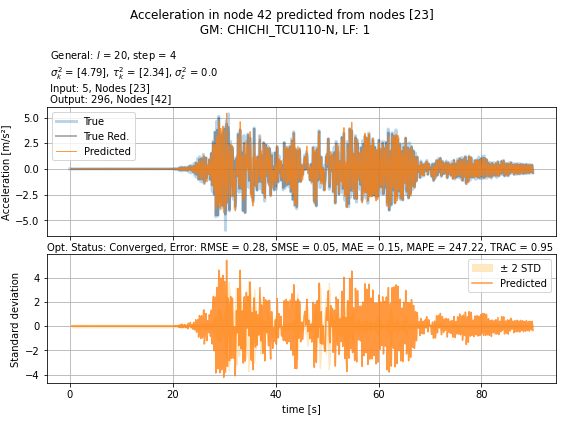 Acceleration in node 42 predicted from nodes [23]
GM: CHICHI_TCU110-N, LF: 1
General: l = 20, step = 4
σ²ₖ = [4.79], τ²ₖ = [2.34], σ²ₑ = 0.0
Input: 5, Nodes [23]
Output: 296, Nodes [42]
Acceleration [m/s²]
5.0
2.5
0.0
−2.5
−5.0
True
True Red.
Predicted
Opt. Status: Converged, Error: RMSE = 0.28, SMSE = 0.05, MAE = 0.15, MAPE = 247.22, TRAC = 0.95
Standard deviation
4
2
0
−2
−4
± 2 STD
Predicted
0
20
40
60
80
time [s]